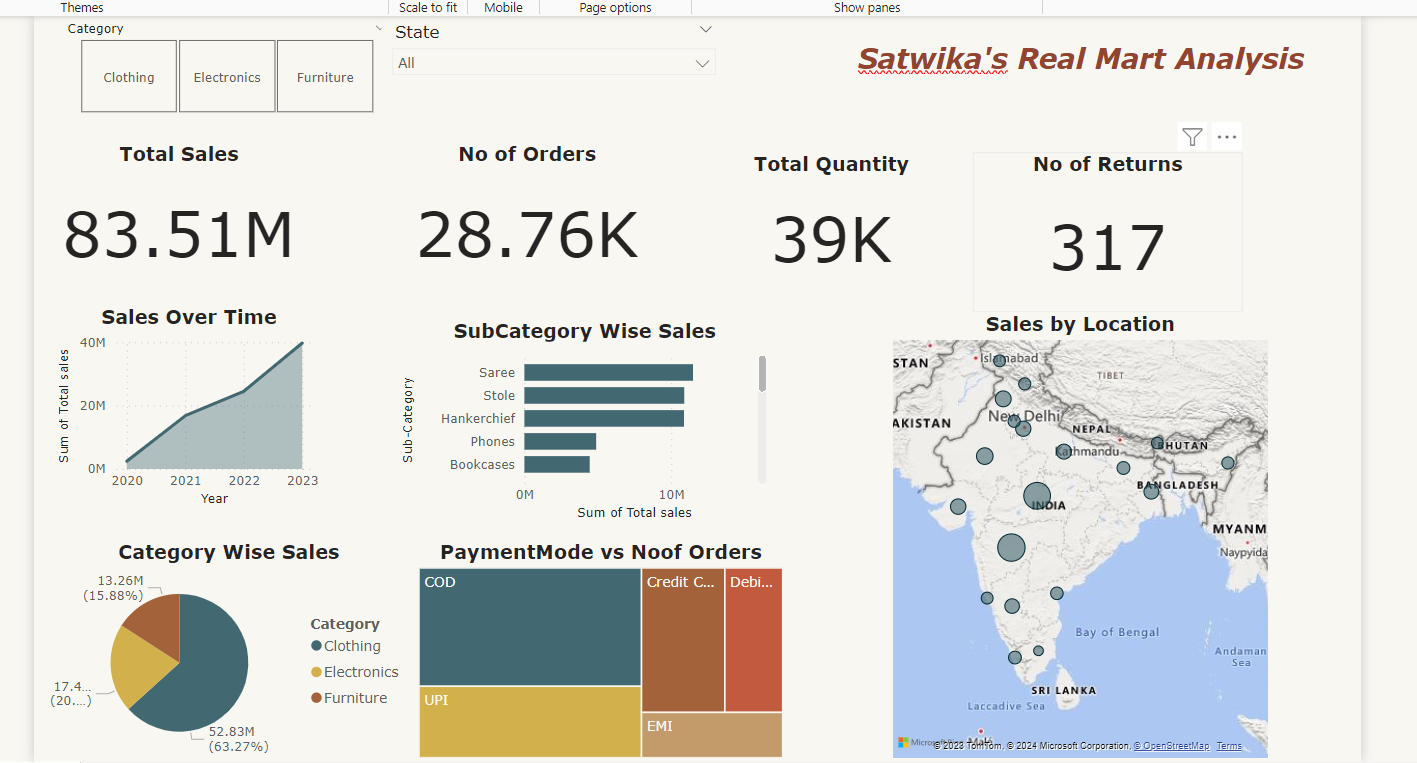 Themes
Scale to fit
Mobile
Page options
Show panes
Category
Clothing
Electronics
Furniture
State
All
Satwika's Real Mart Analysis
Total Sales
83.51M
No of Orders
28.76K
Total Quantity
39K
No of Returns
317
Sales Over Time
Sum of Total sales
40M
20M
0M
2020 2021 2022 2023
Year
SubCategory Wise Sales
Sub-Category
Saree
Stole
Hankerchief
Phones
Bookcases
0M 10M
Sum of Total sales
Sales by Location
STAN
Islamabad
TIBET
AKISTAN
New Delhi
NEPAL
Kathmandu
BHUTAN
BANGLADESH
INDIA
MYANM
Naypyida
Bay of Bengal
Andaman
Sea
SRI LANKA
Laccadive Sea
Malé
Microsoft
© 2023 TomTom, © 2024 Microsoft Corporation, © OpenStreetMap Terms
Category Wise Sales
13.26M
(15.88%)
17.4...
(20....)
52.83M
(63.27%)
Category
Clothing
Electronics
Furniture
PaymentMode vs Noof Orders
COD
UPI
Credit C...
Debi...
EMI